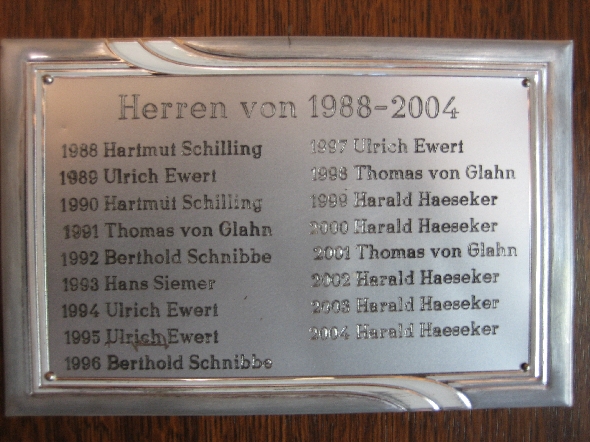 Herren von 1988-2004
1988 Hartmut Schilling
1989 Ulrich Ewert
1990 Hartmut Schilling
1991 Thomas von Glahn
1992 Berthold Schnibbe
1993 Hans Siemer
1994 Ulrich Ewert
1995 Ulrich Ewert
1996 Berthold Schnibbe
1997 Ulrich Ewert
1998 Thomas von Glahn
1999 Harald Haeseker
2000 Harald Haeseker
2001 Thomas von Glahn
2002 Harald Haeseker
2003 Harald Haeseker
2004 Harald Haeseker